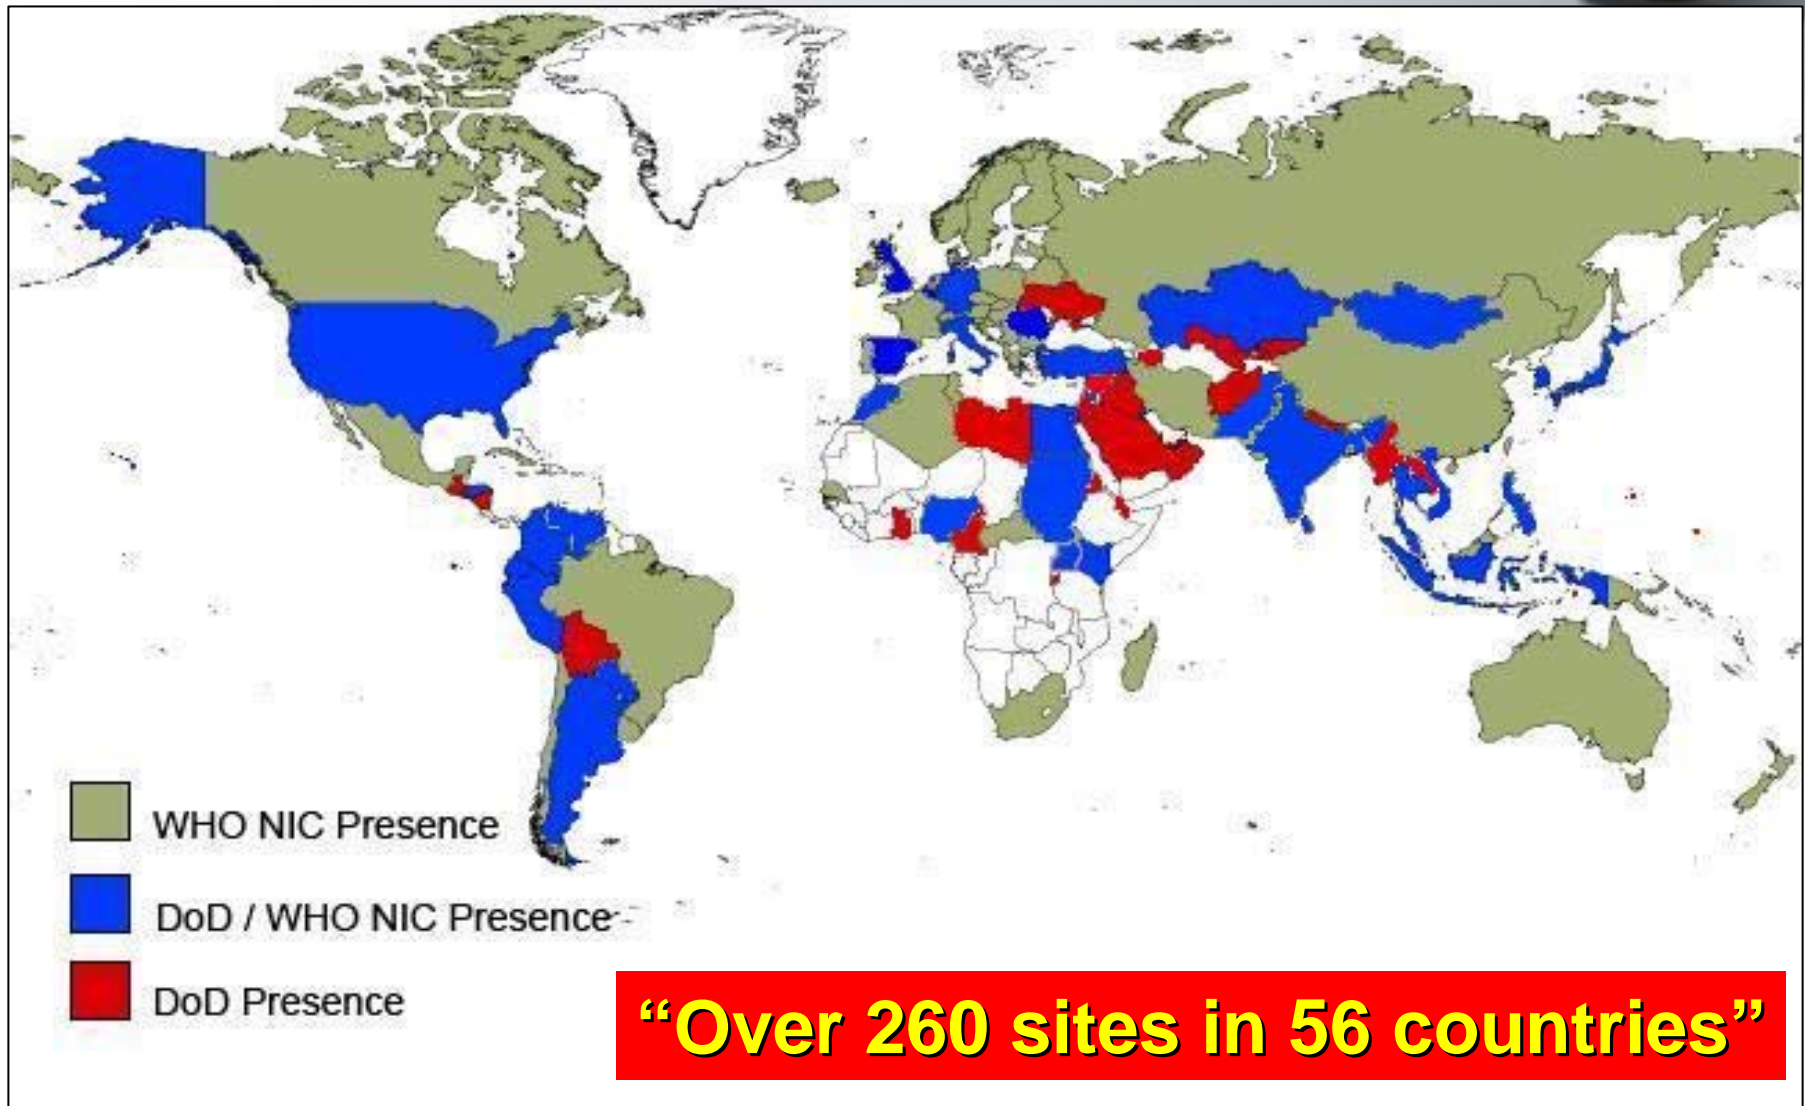 WHO NIC Presence
DoD / WHO NIC Presence
DoD Presence
“Over 260 sites in 56 countries”